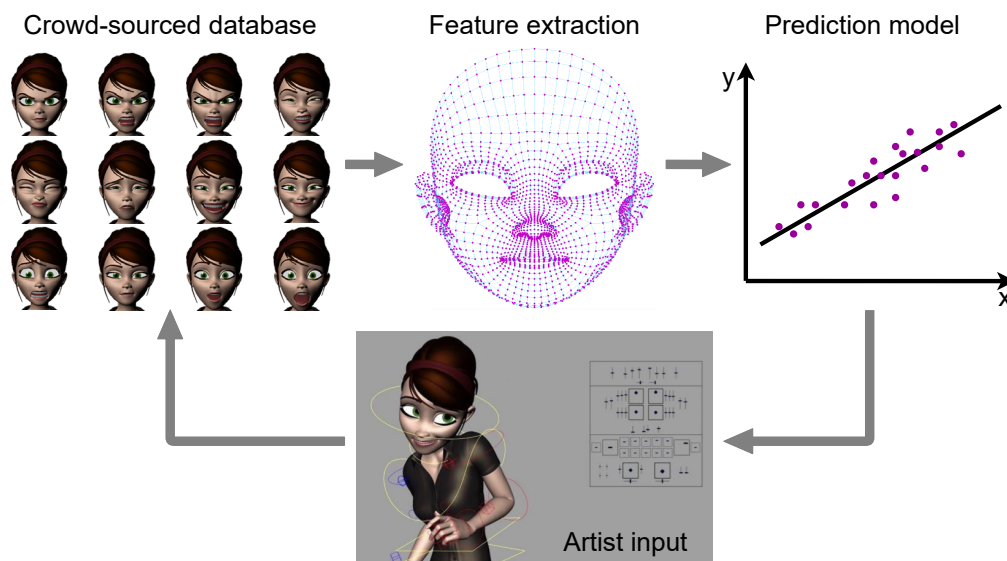 Crowd-sourced database
Feature extraction
Prediction model
y
x
Artist input